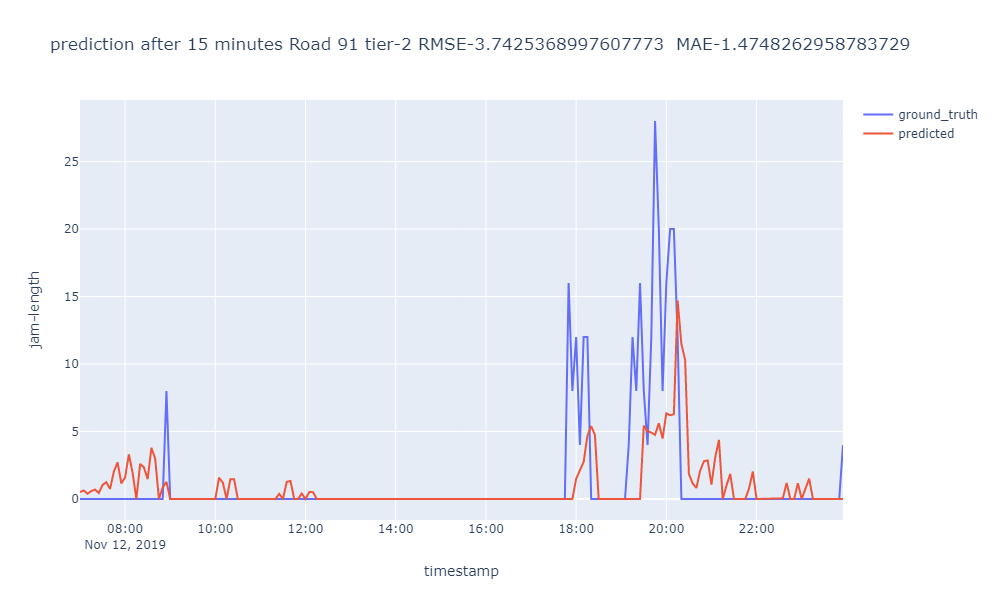 prediction after 15 minutes Road 91 tier-2 RMSE-3.7425368997607773  MAE-1.4748262958783729
ground_truth
predicted
25
20
15
10
5
0
jam-length
08:00
10:00
12:00
14:00
16:00
18:00
20:00
22:00
Nov 12, 2019
timestamp